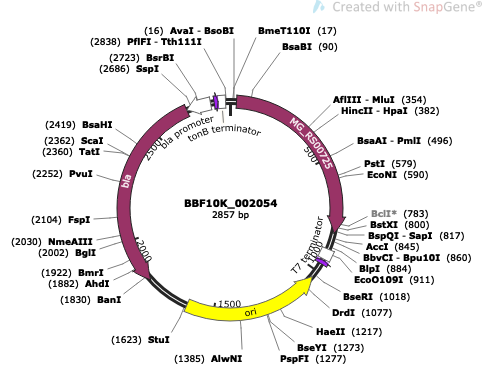 Created with SnapGene®
(16) AvaI - BsoBI
BmeT110I (17)
(2838) PflFI - Tth111I
BsaBI (90)
(2723) BsrBI
(2686) SspI
AflIII - MluI (354)
HincII - HpaI (382)
bla promoter
tonB terminator
MG_RS00725
500
2500
(2419) BsaHI
(2362) ScaI
(2360) TatI
BsaAI - PmlI (496)
PstI (579)
EcoNI (590)
(2252) PvuI
bla
BBF10K_002054
2857 bp
(2104) FspI
BclI* (783)
BstXI (800)
BspQI - SapI (817)
AccI (845)
BbvCI - Bpu10I (860)
BlpI (884)
EcoO109I (911)
(2030) NmeAIII
(2002) BglI
2000
T7 terminator
1000
(1922) BmrI
(1882) AhdI
(1830) BanI
BseRI (1018)
DrdI (1077)
1500
ori
HaeII (1217)
(1623) StuI
BseYI (1273)
(1385) AlwNI
PspFI (1277)